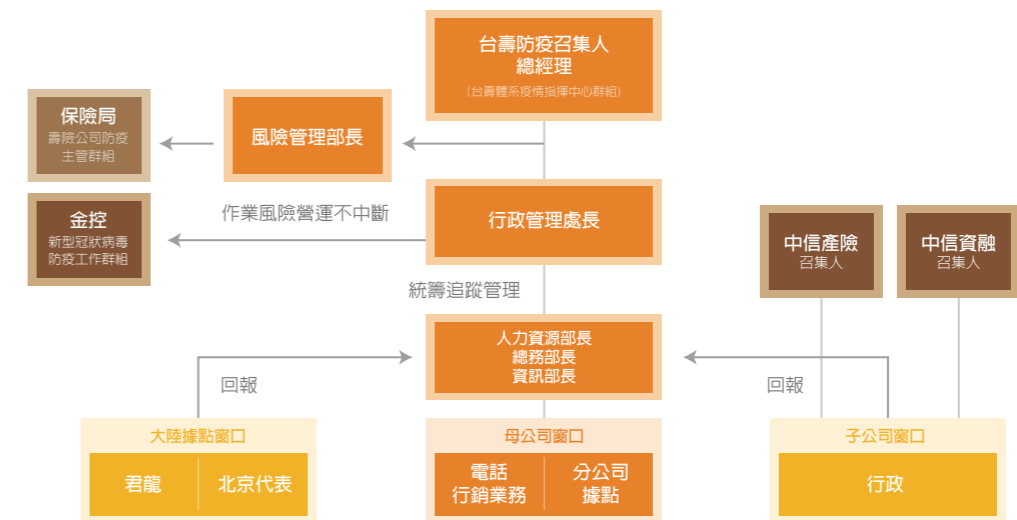 台壽防疫召集人
總經理
(台壽體系疫情指揮中心群組)
保險局
壽險公司防疫
主管群組
風險管理部長
金控
新型冠狀病毒
防疫工作群組
作業風險營運不中斷
行政管理處長
中信產險
召集人
中信資融
召集人
統籌追蹤管理
人力資源部長
總務部長
資訊部長
回報
回報
大陸據點窗口
君龍
北京代表
母公司窗口
電話
行銷業務
分公司
據點
子公司窗口
行政